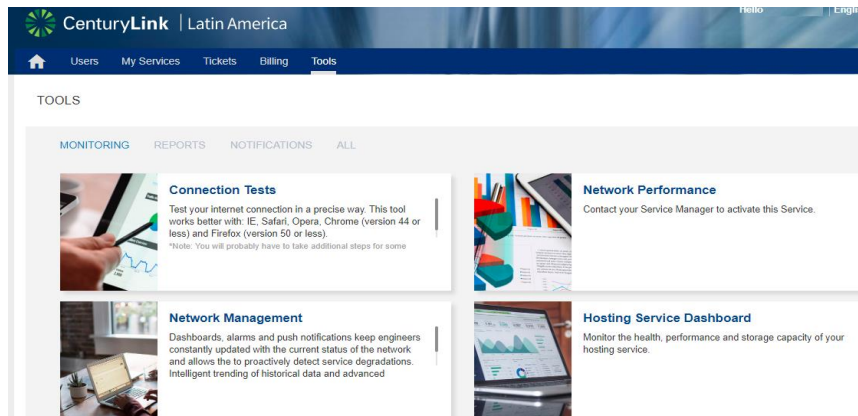 Hello
Engli
CenturyLink | Latin America
Users My Services Tickets Billing Tools
TOOLS
MONITORING REPORTS NOTIFICATIONS ALL
Connection Tests
Test your internet connection in a precise way. This tool
works better with: IE, Safari, Opera, Chrome (version 44 or
less) and Firefox (version 50 or less).
*Note: You will probably have to take additional steps for some
Network Performance
Contact your Service Manager to activate this Service.
Network Management
Dashboards, alarms and push notifications keep engineers
constantly updated with the current status of the network
and allows the to proactively detect service degradations.
Intelligent trending of historical data and advanced
Hosting Service Dashboard
Monitor the health, performance and storage capacity of your
hosting service.